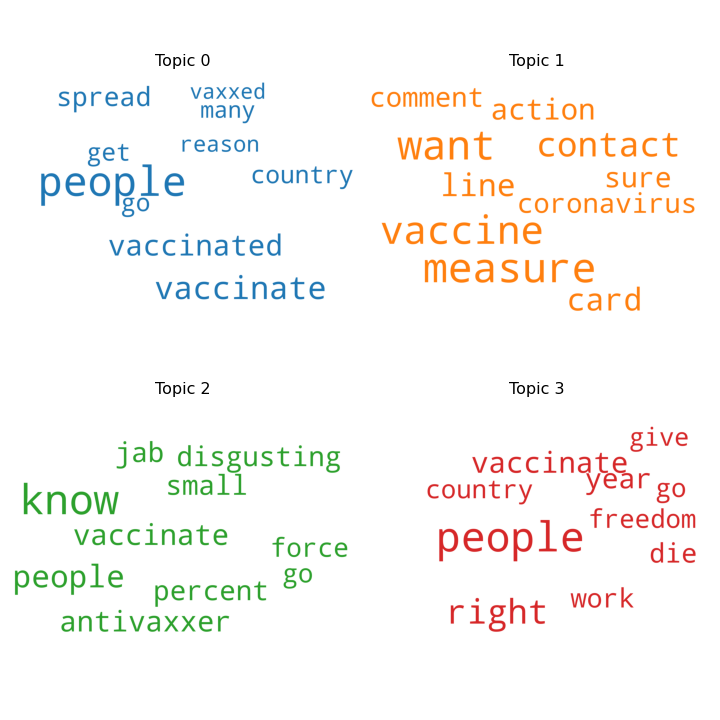 Topic 0
spread
vaxxed
many
reason
get
country
people
go
vaccinated
vaccinate
Topic 1
comment
action
want
contact
line
sure
coronavirus
vaccine
measure
card
Topic 2
jab
disgusting
small
know
vaccinate
force
people
go
percent
antivaxxer
Topic 3
give
vaccinate
year
country
go
freedom
people
die
work
right